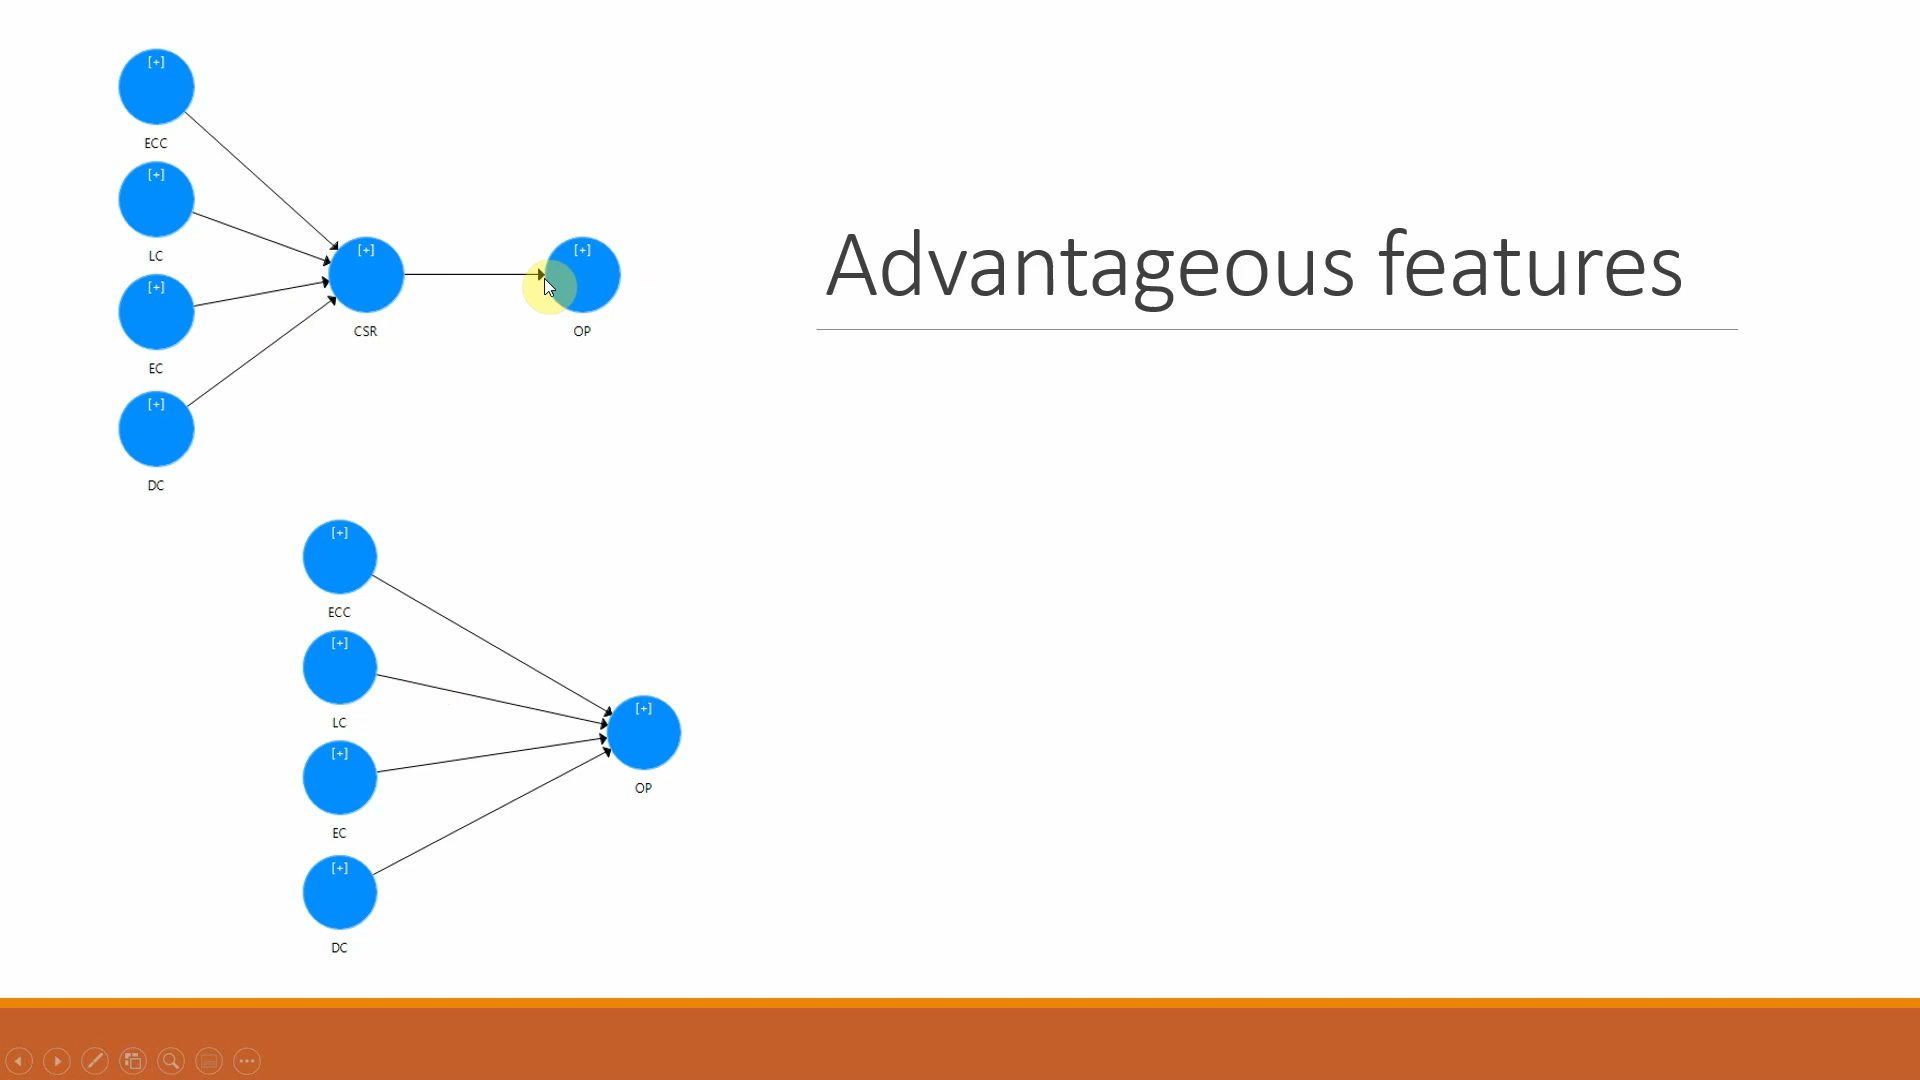 [+]
ECC
[+]
LC
[+]
EC
[+]
DC
[+]
CSR
[+]
OP
Advantageous features
[+]
ECC
[+]
LC
[+]
EC
[+]
DC
[+]
OP